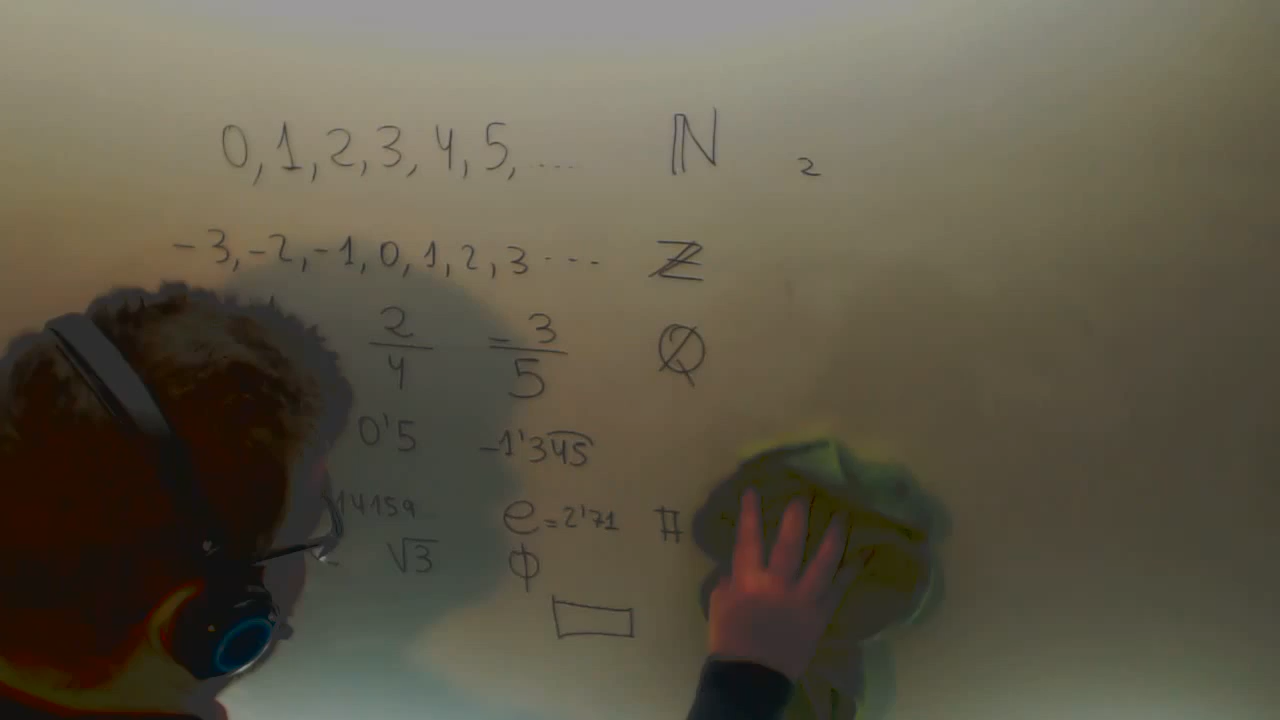 0, 1, 2, 3, 4, 5, .... ℕ 2
-3, -2, -1, 0, 1, 2, 3 ... ℤ
2/4 = 3/5 ℚ
0'5 -1'345
14159 e = 2'71
√3 ϕ